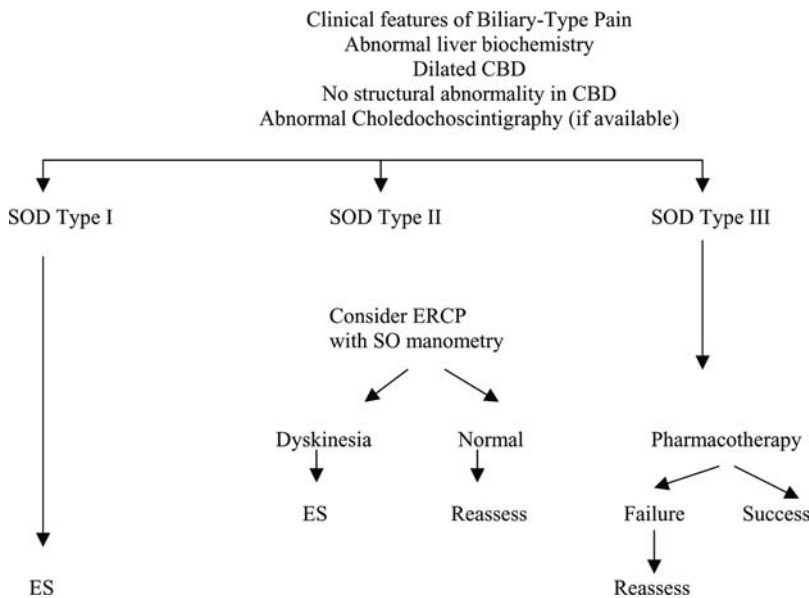 Clinical features of Biliary-Type Pain
Abnormal liver biochemistry
Dilated CBD
No structural abnormality in CBD
Abnormal Choledochoscintigraphy (if available)
SOD Type I
SOD Type II
SOD Type III
Consider ERCP
with SO manometry
Dyskinesia
Normal
Pharmacotherapy
ES
Reassess
Failure
Success
ES
Reassess